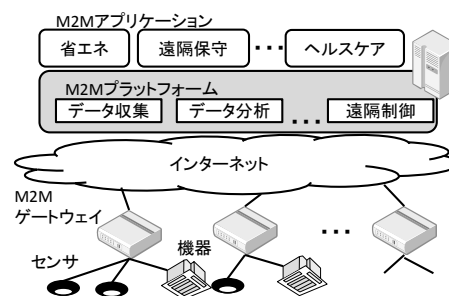 M2Mアプリケーション
省エネ 遠隔保守 ・・・ ヘルスケア
M2Mプラットフォーム
データ収集 データ分析 ・・・ 遠隔制御
インターネット
M2M
ゲートウェイ
・・・
センサ 機器